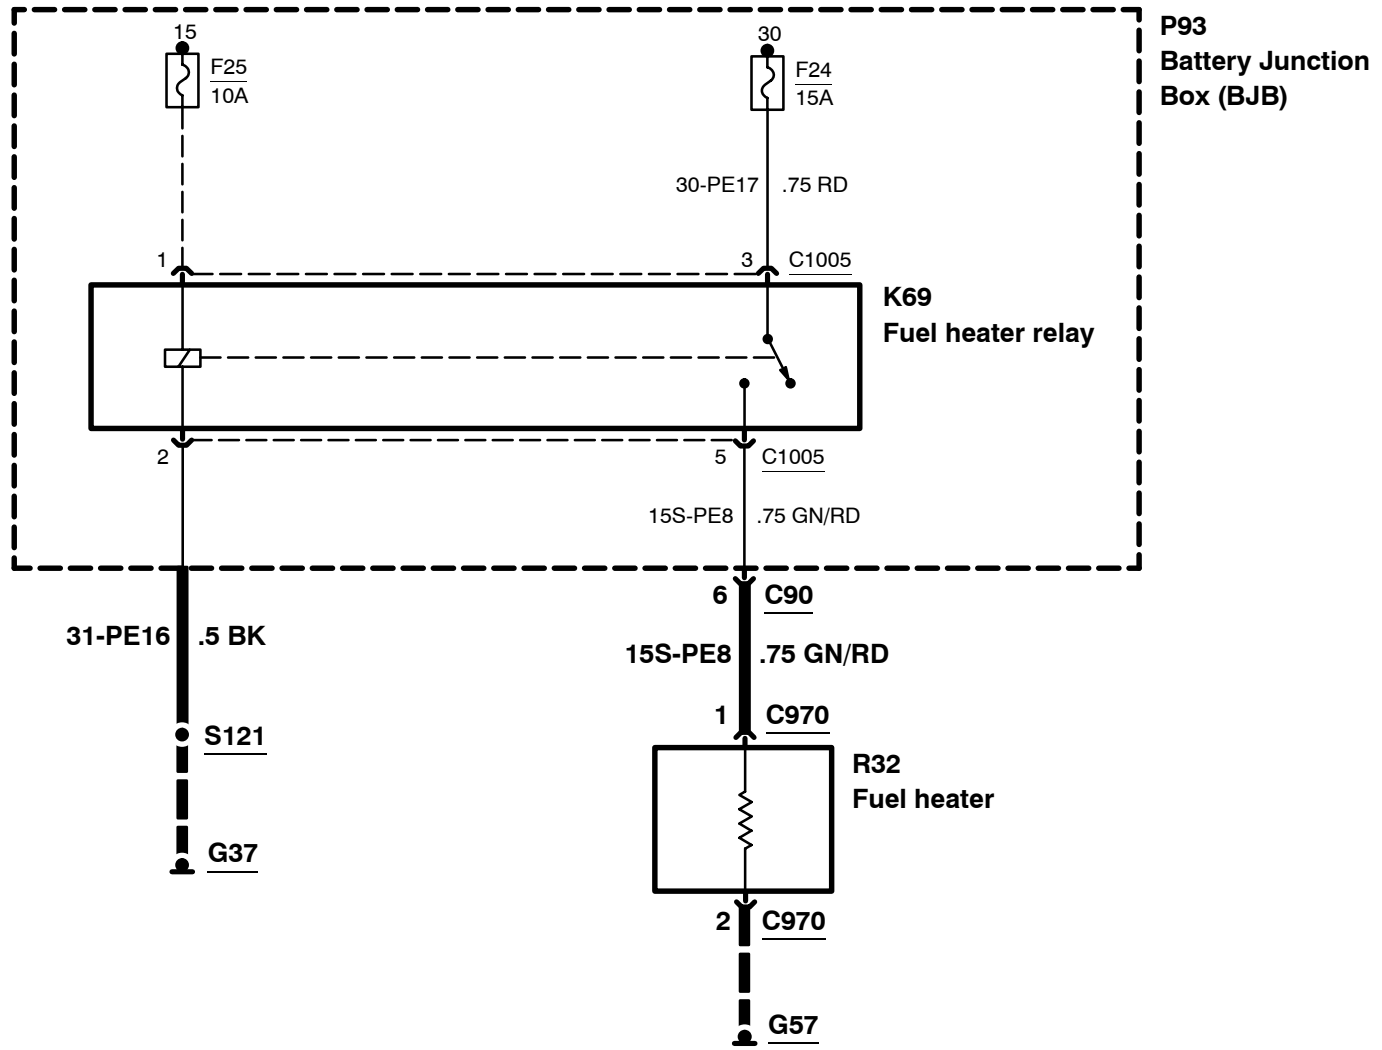 15
F25
10A
30
F24
15A
P93
Battery Junction
Box (BJB)
30-PE17 .75 RD
1
3 C1005
K69
Fuel heater relay
2
5 C1005
15S-PE8 .75 GN/RD
6 C90
31-PE16 .5 BK
15S-PE8 .75 GN/RD
1 C970
S121
R32
Fuel heater
G37
2 C970
G57